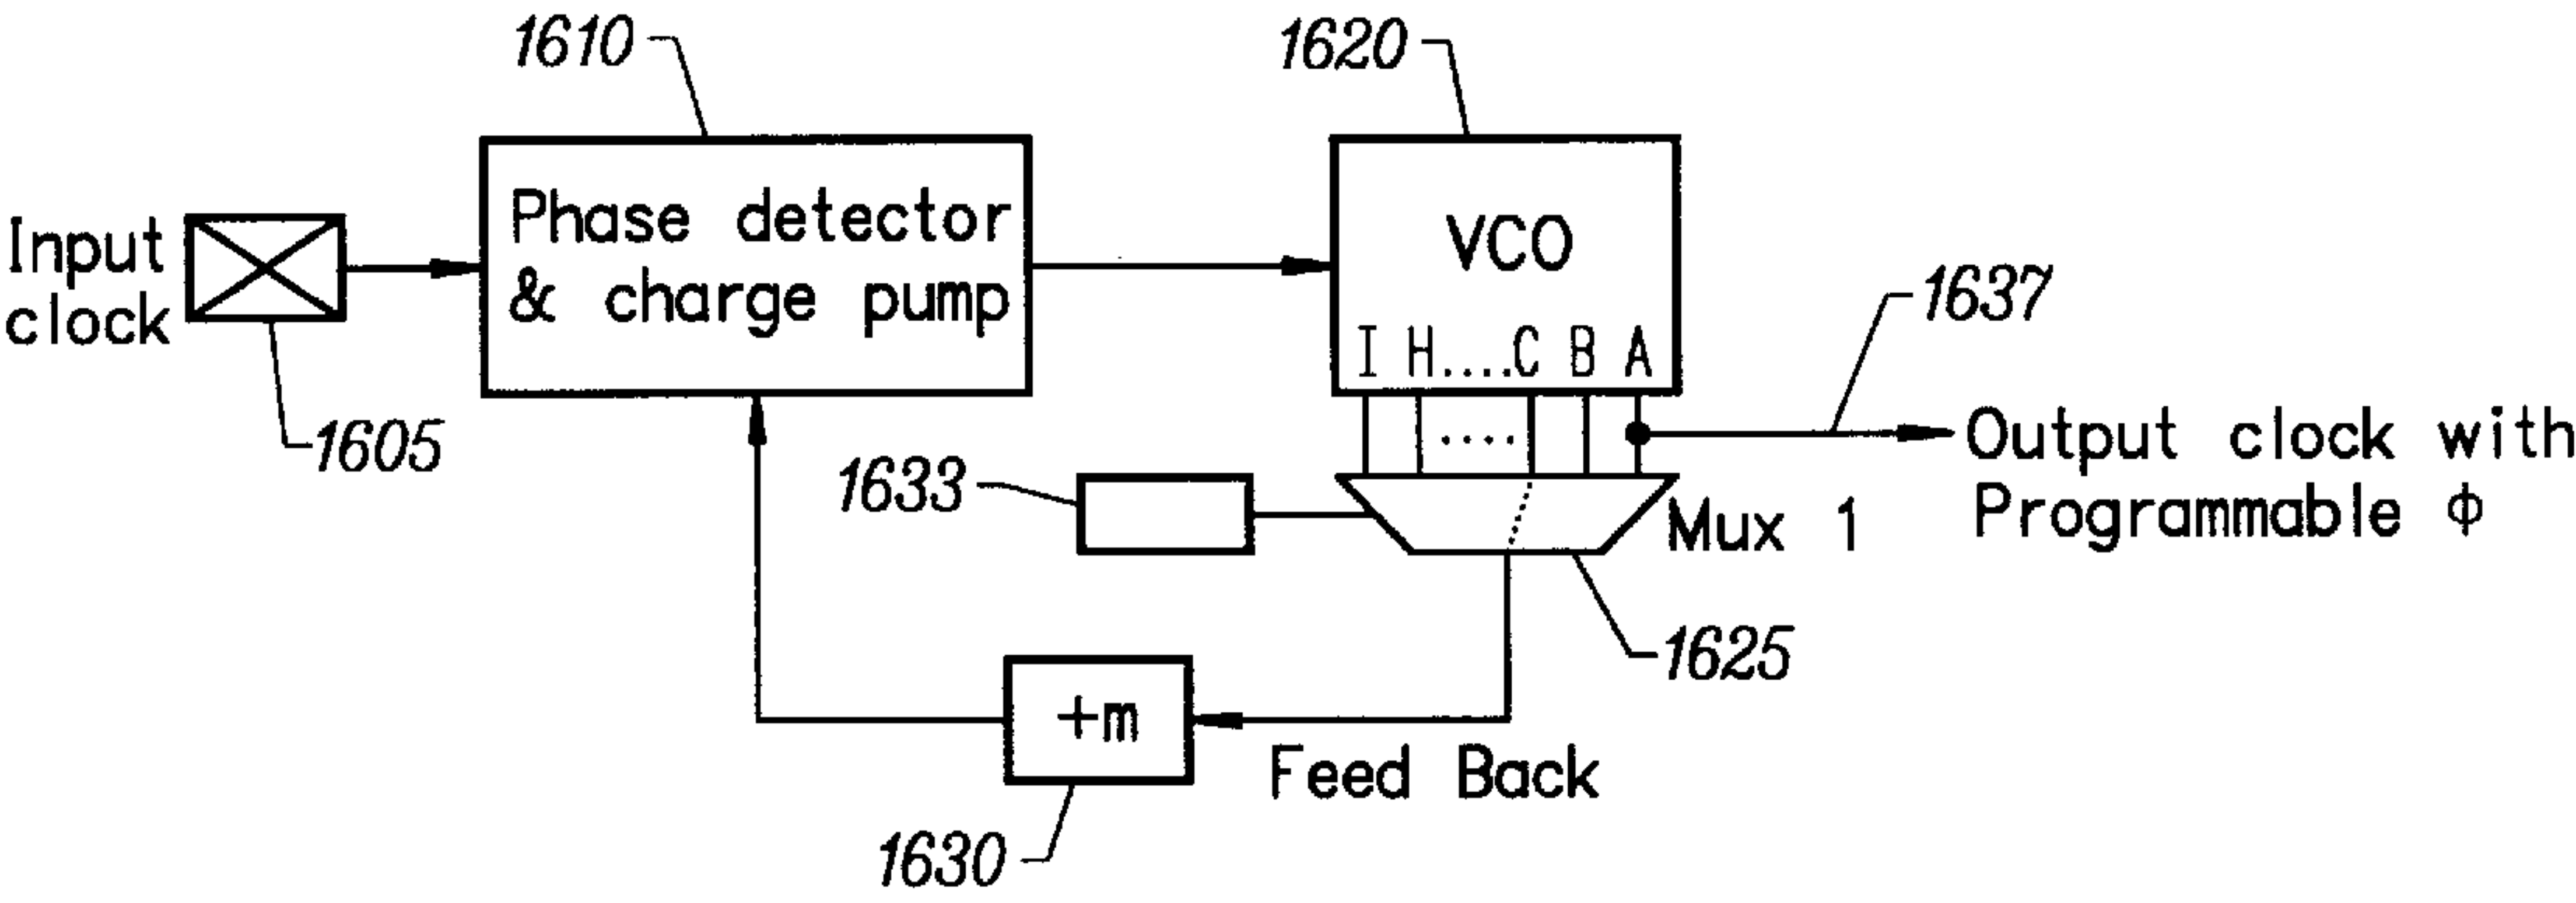 1610
1620
Input
clock
Phase detector
& charge pump
VCO
I H....C B A
1637
1605
Output clock with
Programmable ϕ
....
1633
Mux 1
1625
+m
Feed Back
1630